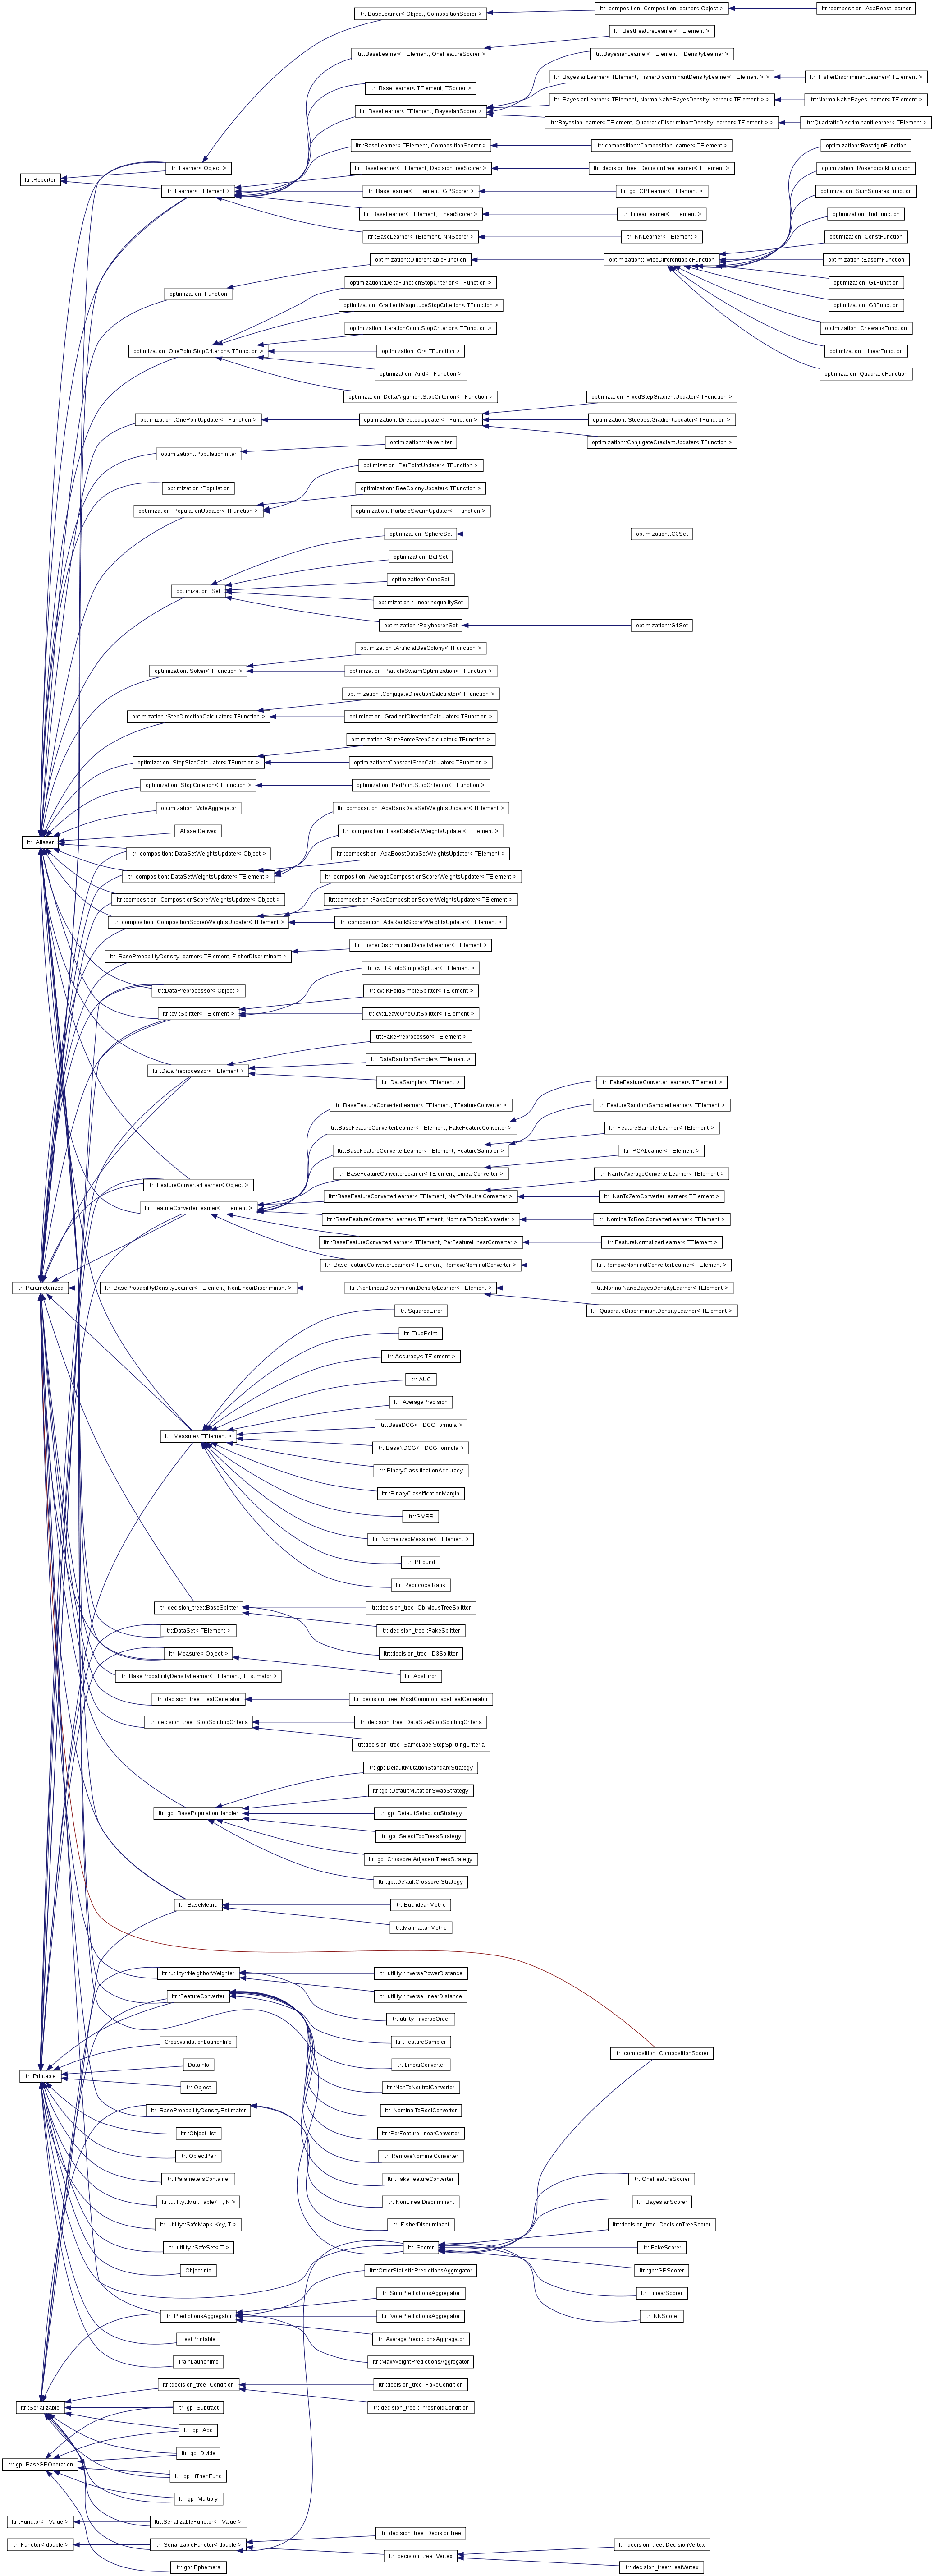 ltr::BaseLearner< Object, CompositionScorer >
ltr::composition::CompositionLearner< Object >
ltr::composition::AdaBoostLearner
ltr::BestFeatureLearner< TElement >
ltr::BaseLearner< TElement, OneFeatureScorer >
ltr::BayesianLearner< TElement, TDensityLearner >
ltr::BayesianLearner< TElement, FisherDiscriminantDensityLearner< TElement > >
ltr::FisherDiscriminantLearner< TElement >
ltr::BaseLearner< TElement, TScorer >
ltr::BayesianLearner< TElement, NormalNaiveBayesDensityLearner< TElement > >
ltr::NormalNaiveBayesLearner< TElement >
ltr::BaseLearner< TElement, BayesianScorer >
ltr::BayesianLearner< TElement, QuadraticDiscriminantDensityLearner< TElement > >
ltr::QuadraticDiscriminantLearner< TElement >
ltr::BaseLearner< TElement, CompositionScorer >
ltr::composition::CompositionLearner< TElement >
optimization::RastriginFunction
ltr::Learner< Object >
ltr::BaseLearner< TElement, DecisionTreeScorer >
ltr::decision_tree::DecisionTreeLearner< TElement >
optimization::RosenbrockFunction
ltr::Reporter
ltr::Learner< TElement >
ltr::BaseLearner< TElement, GPScorer >
ltr::gp::GPLearner< TElement >
optimization::SumSquaresFunction
ltr::BaseLearner< TElement, LinearScorer >
ltr::LinearLearner< TElement >
optimization::TridFunction
ltr::BaseLearner< TElement, NNScorer >
ltr::NNLearner< TElement >
optimization::ConstFunction
optimization::DifferentiableFunction
optimization::TwiceDifferentiableFunction
optimization::EasomFunction
optimization::Function
optimization::DeltaFunctionStopCriterion< TFunction >
optimization::G1Function
optimization::GradientMagnitudeStopCriterion< TFunction >
optimization::G3Function
optimization::IterationCountStopCriterion< TFunction >
optimization::GriewankFunction
optimization::OnePointStopCriterion< TFunction >
optimization::Or< TFunction >
optimization::LinearFunction
optimization::And< TFunction >
optimization::QuadraticFunction
optimization::DeltaArgumentStopCriterion< TFunction >
optimization::FixedStepGradientUpdater< TFunction >
optimization::OnePointUpdater< TFunction >
optimization::DirectedUpdater< TFunction >
optimization::SteepestGradientUpdater< TFunction >
optimization::ConjugateGradientUpdater< TFunction >
optimization::PopulationIniter
optimization::NaiveIniter
optimization::PerPointUpdater< TFunction >
optimization::Population
optimization::BeeColonyUpdater< TFunction >
optimization::PopulationUpdater< TFunction >
optimization::ParticleSwarmUpdater< TFunction >
optimization::SphereSet
optimization::G3Set
optimization::BallSet
optimization::CubeSet
optimization::Set
optimization::LinearInequalitySet
optimization::PolyhedronSet
optimization::G1Set
optimization::ArtificialBeeColony< TFunction >
optimization::Solver< TFunction >
optimization::ParticleSwarmOptimization< TFunction >
optimization::ConjugateDirectionCalculator< TFunction >
optimization::StepDirectionCalculator< TFunction >
optimization::GradientDirectionCalculator< TFunction >
optimization::BruteForceStepCalculator< TFunction >
optimization::StepSizeCalculator< TFunction >
optimization::ConstantStepCalculator< TFunction >
optimization::StopCriterion< TFunction >
optimization::PerPointStopCriterion< TFunction >
optimization::VoteAggregator
ltr::composition::AdaRankDataSetWeightsUpdater< TElement >
AliaserDerived
ltr::composition::FakeDataSetWeightsUpdater< TElement >
ltr::Aliaser
ltr::composition::DataSetWeightsUpdater< Object >
ltr::composition::AdaBoostDataSetWeightsUpdater< TElement >
ltr::composition::DataSetWeightsUpdater< TElement >
ltr::composition::AverageCompositionScorerWeightsUpdater< TElement >
ltr::composition::CompositionScorerWeightsUpdater< Object >
ltr::composition::FakeCompositionScorerWeightsUpdater< TElement >
ltr::composition::CompositionScorerWeightsUpdater< TElement >
ltr::composition::AdaRankScorerWeightsUpdater< TElement >
ltr::BaseProbabilityDensityLearner< TElement, FisherDiscriminant >
ltr::FisherDiscriminantDensityLearner< TElement >
ltr::cv::TKFoldSimpleSplitter< TElement >
ltr::DataPreprocessor< Object >
ltr::cv::KFoldSimpleSplitter< TElement >
ltr::cv::Splitter< TElement >
ltr::cv::LeaveOneOutSplitter< TElement >
ltr::FakePreprocessor< TElement >
ltr::DataPreprocessor< TElement >
ltr::DataRandomSampler< TElement >
ltr::DataSampler< TElement >
ltr::FakeFeatureConverterLearner< TElement >
ltr::BaseFeatureConverterLearner< TElement, TFeatureConverter >
ltr::FeatureRandomSamplerLearner< TElement >
ltr::BaseFeatureConverterLearner< TElement, FakeFeatureConverter >
ltr::FeatureSamplerLearner< TElement >
ltr::BaseFeatureConverterLearner< TElement, FeatureSampler >
ltr::PCALearner< TElement >
ltr::FeatureConverterLearner< Object >
ltr::BaseFeatureConverterLearner< TElement, LinearConverter >
ltr::NanToAverageConverterLearner< TElement >
ltr::FeatureConverterLearner< TElement >
ltr::BaseFeatureConverterLearner< TElement, NanToNeutralConverter >
ltr::NanToZeroConverterLearner< TElement >
ltr::BaseFeatureConverterLearner< TElement, NominalToBoolConverter >
ltr::NominalToBoolConverterLearner< TElement >
ltr::BaseFeatureConverterLearner< TElement, PerFeatureLinearConverter >
ltr::FeatureNormalizerLearner< TElement >
ltr::BaseFeatureConverterLearner< TElement, RemoveNominalConverter >
ltr::RemoveNominalConverterLearner< TElement >
ltr::Parameterized
ltr::BaseProbabilityDensityLearner< TElement, NonLinearDiscriminant >
ltr::NonLinearDiscriminantDensityLearner< TElement >
ltr::NormalNaiveBayesDensityLearner< TElement >
ltr::QuadraticDiscriminantDensityLearner< TElement >
ltr::SquaredError
ltr::TruePoint
ltr::Accuracy< TElement >
ltr::AUC
ltr::AveragePrecision
ltr::BaseDCG< TDCGFormula >
ltr::Measure< TElement >
ltr::BaseNDCG< TDCGFormula >
ltr::BinaryClassificationAccuracy
ltr::BinaryClassificationMargin
ltr::GMRR
ltr::NormalizedMeasure< TElement >
ltr::PFound
ltr::ReciprocalRank
ltr::decision_tree::BaseSplitter
ltr::decision_tree::ObliviousTreeSplitter
ltr::DataSet< TElement >
ltr::decision_tree::FakeSplitter
ltr::Measure< Object >
ltr::decision_tree::ID3Splitter
ltr::BaseProbabilityDensityLearner< TElement, TEstimator >
ltr::AbsError
ltr::decision_tree::LeafGenerator
ltr::decision_tree::MostCommonLabelLeafGenerator
ltr::decision_tree::StopSplittingCriteria
ltr::decision_tree::DataSizeStopSplittingCriteria
ltr::decision_tree::SameLabelStopSplittingCriteria
ltr::gp::DefaultMutationStandardStrategy
ltr::gp::DefaultMutationSwapStrategy
ltr::gp::BasePopulationHandler
ltr::gp::DefaultSelectionStrategy
ltr::gp::SelectTopTreesStrategy
ltr::gp::CrossoverAdjacentTreesStrategy
ltr::gp::DefaultCrossoverStrategy
ltr::BaseMetric
ltr::EuclideanMetric
ltr::ManhattanMetric
ltr::utility::NeighborWeighter
ltr::utility::InversePowerDistance
ltr::utility::InverseLinearDistance
ltr::FeatureConverter
ltr::utility::InverseOrder
CrossvalidationLaunchInfo
ltr::FeatureSampler
ltr::composition::CompositionScorer
DataInfo
ltr::LinearConverter
ltr::Printable
ltr::Object
ltr::NanToNeutralConverter
ltr::BaseProbabilityDensityEstimator
ltr::NominalToBoolConverter
ltr::ObjectList
ltr::PerFeatureLinearConverter
ltr::ObjectPair
ltr::RemoveNominalConverter
ltr::ParametersContainer
ltr::FakeFeatureConverter
ltr::OneFeatureScorer
ltr::utility::MultiTable< T, N >
ltr::NonLinearDiscriminant
ltr::BayesianScorer
ltr::utility::SafeMap< Key, T >
ltr::FisherDiscriminant
ltr::decision_tree::DecisionTreeScorer
ltr::utility::SafeSet< T >
ltr::Scorer
ltr::FakeScorer
ObjectInfo
ltr::OrderStatisticPredictionsAggregator
ltr::gp::GPScorer
ltr::SumPredictionsAggregator
ltr::LinearScorer
ltr::PredictionsAggregator
ltr::VotePredictionsAggregator
ltr::NNScorer
TestPrintable
ltr::AveragePredictionsAggregator
TrainLaunchInfo
ltr::MaxWeightPredictionsAggregator
ltr::decision_tree::Condition
ltr::decision_tree::FakeCondition
ltr::Serializable
ltr::gp::Subtract
ltr::decision_tree::ThresholdCondition
ltr::gp::Add
ltr::gp::Divide
ltr::gp::BaseGPOperation
ltr::gp::IfThenFunc
ltr::gp::Multiply
ltr::Functor< TValue >
ltr::SerializableFunctor< TValue >
ltr::decision_tree::DecisionTree
ltr::Functor< double >
ltr::SerializableFunctor< double >
ltr::decision_tree::DecisionVertex
ltr::decision_tree::Vertex
ltr::gp::Ephemeral
ltr::decision_tree::LeafVertex